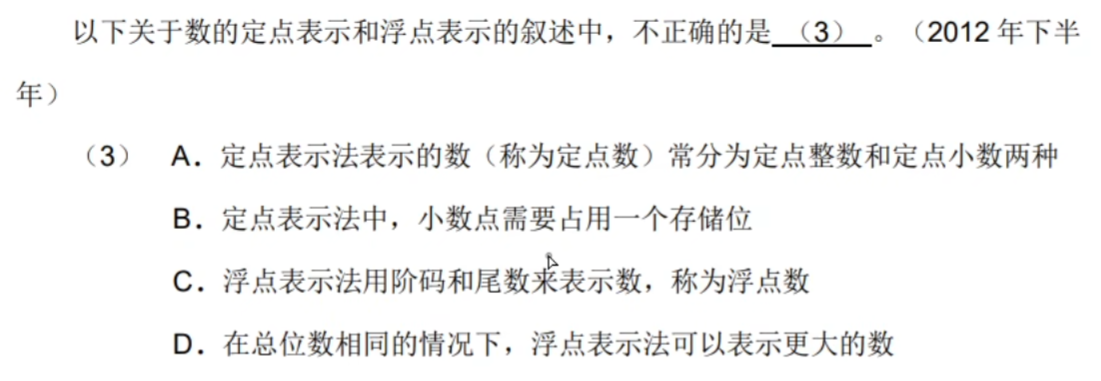 以下关于数的定点表示和浮点表示的叙述中，不正确的是 （3） 。（2012 年下半
年）
（3） A．定点表示法表示的数（称为定点数）常分为定点整数和定点小数两种
B．定点表示法中，小数点需要占用一个存储位
C．浮点表示法用阶码和尾数来表示数，称为浮点数
D．在总位数相同的情况下，浮点表示法可以表示更大的数